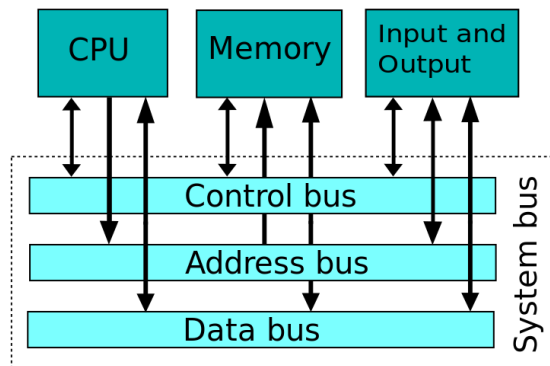 CPU
Memory
Input and
Output
Control bus
Address bus
Data bus
System bus